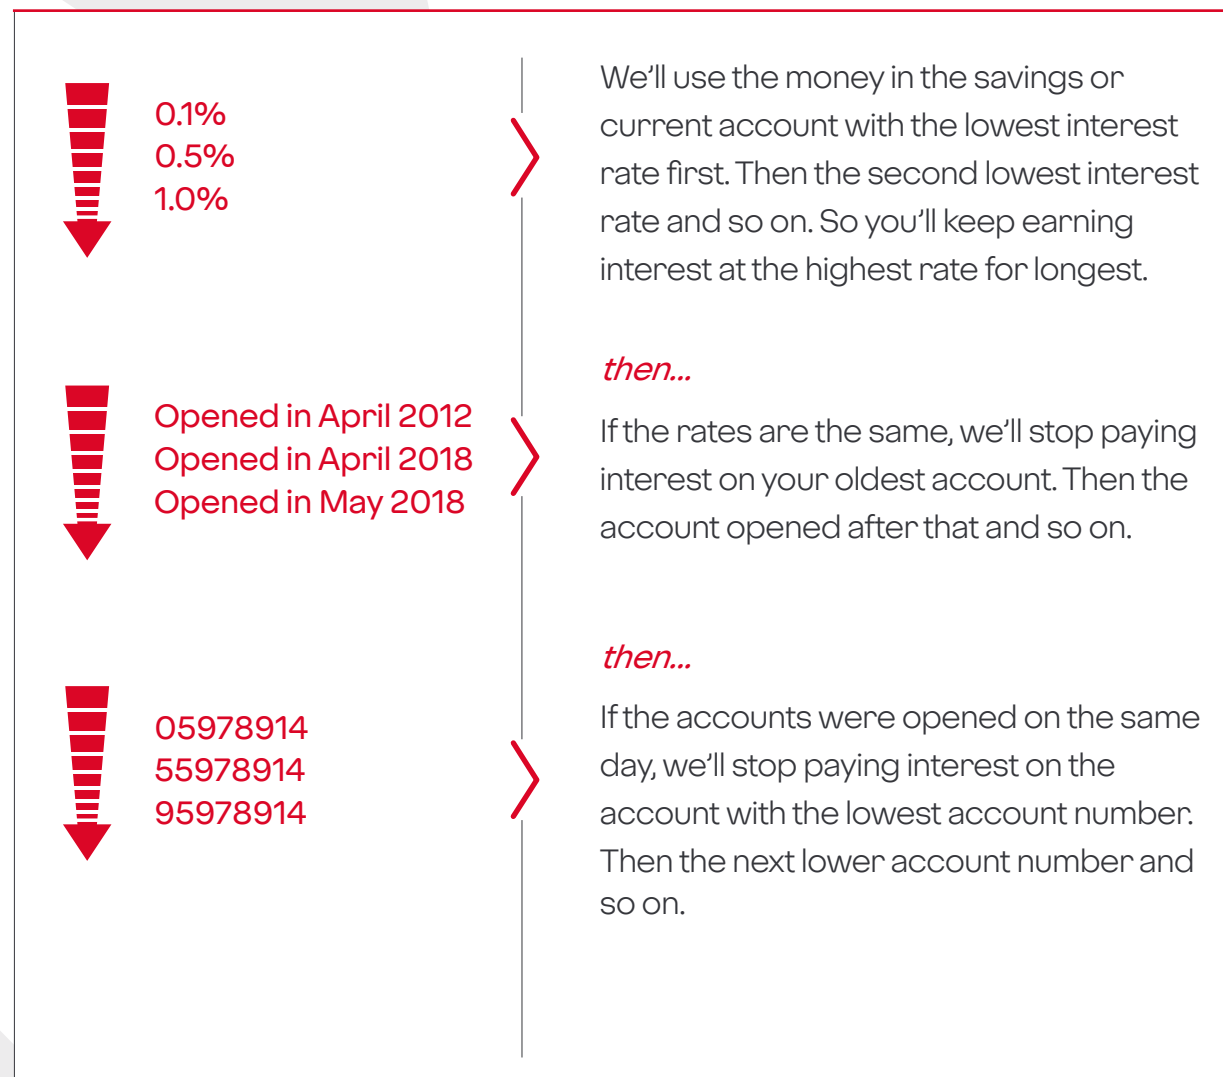 0.1%
0.5%
1.0%
We'll use the money in the savings or
current account with the lowest interest
rate first. Then the second lowest interest
rate and so on. So you'll keep earning
interest at the highest rate for longest.
then...
Opened in April 2012
Opened in April 2018
Opened in May 2018
If the rates are the same, we'll stop paying
interest on your oldest account. Then the
account opened after that and so on.
then...
05978914
55978914
95978914
If the accounts were opened on the same
day, we'll stop paying interest on the
account with the lowest account number.
Then the next lower account number and
so on.